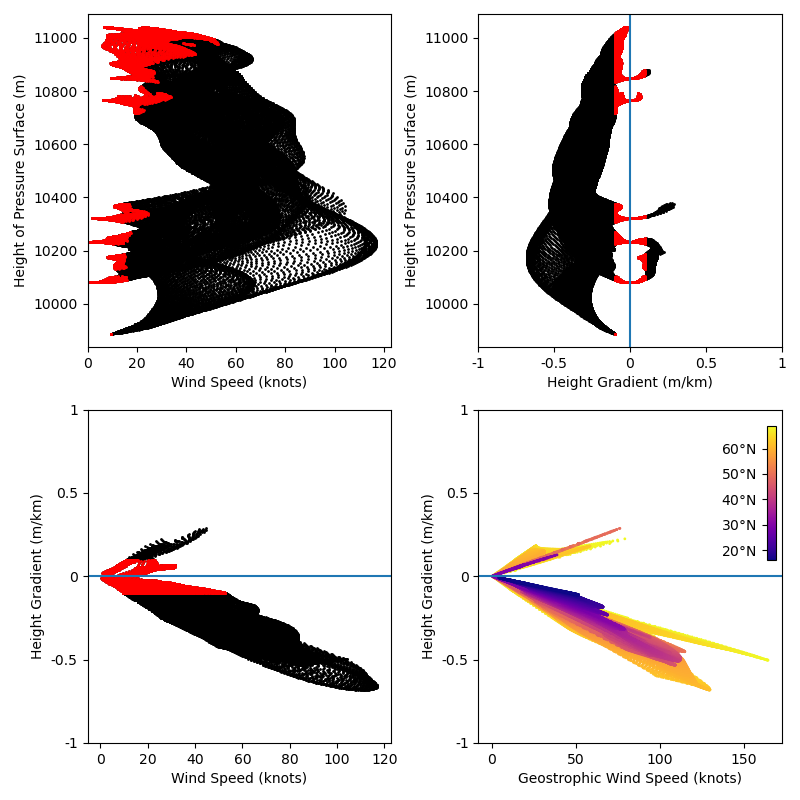 11000
10800
10600
10400
10200
10000
Height of Pressure Surface (m)
0 20 40 60 80 100 120
Wind Speed (knots)
11000
10800
10600
10400
10200
10000
Height of Pressure Surface (m)
-1 -0.5 0 0.5 1
Height Gradient (m/km)
1
0.5
0
-0.5
-1
Height Gradient (m/km)
0 20 40 60 80 100 120
Wind Speed (knots)
1
0.5
0
-0.5
-1
Height Gradient (m/km)
60°N
50°N
40°N
30°N
20°N
0 50 100 150
Geostrophic Wind Speed (knots)